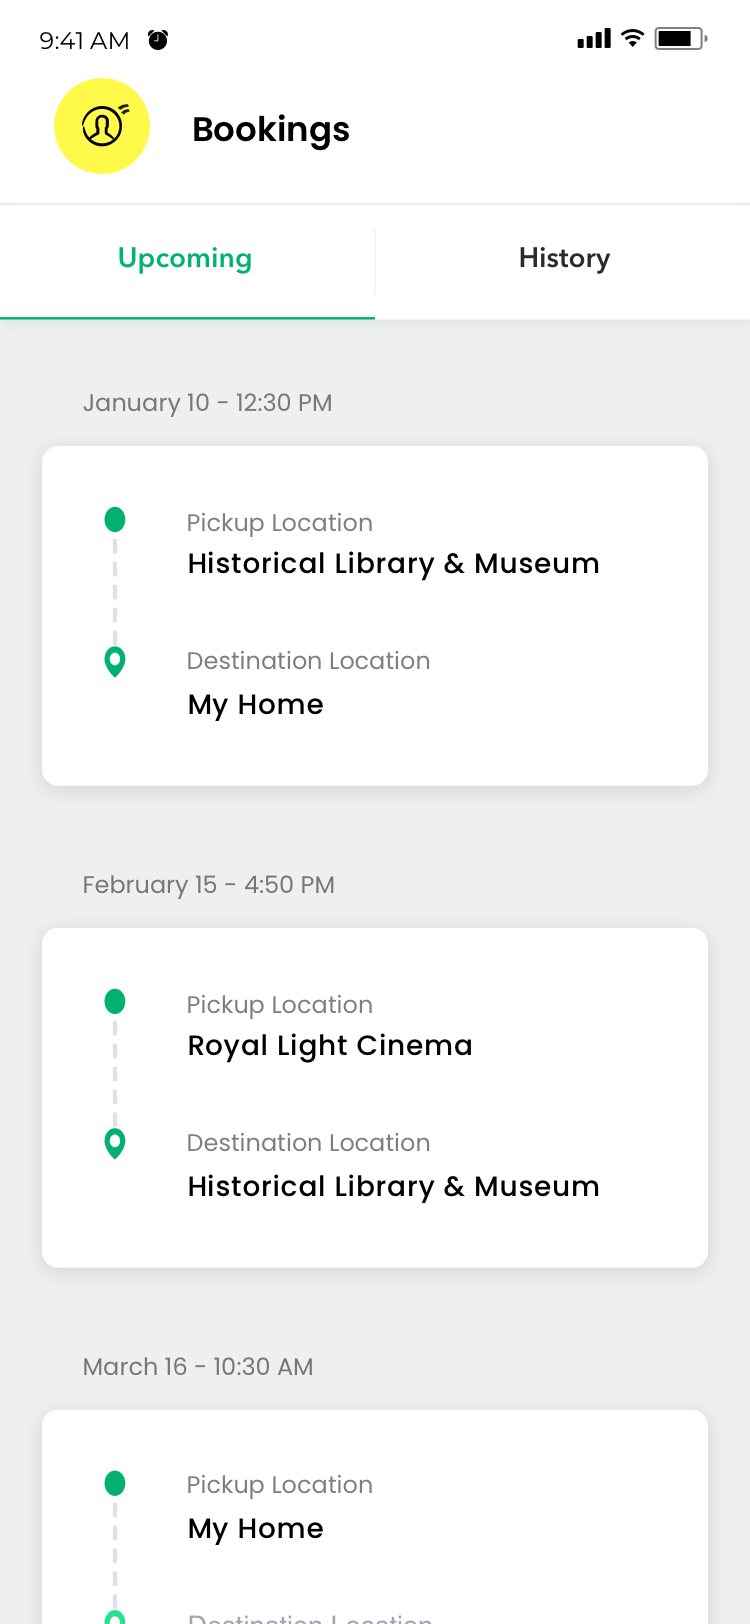 9:41 AM
Bookings
Upcoming
History
January 10 - 12:30 PM
Pickup Location
Historical Library & Museum
Destination Location
My Home
February 15 - 4:50 PM
Pickup Location
Royal Light Cinema
Destination Location
Historical Library & Museum
March 16 - 10:30 AM
Pickup Location
My Home
Destination Location